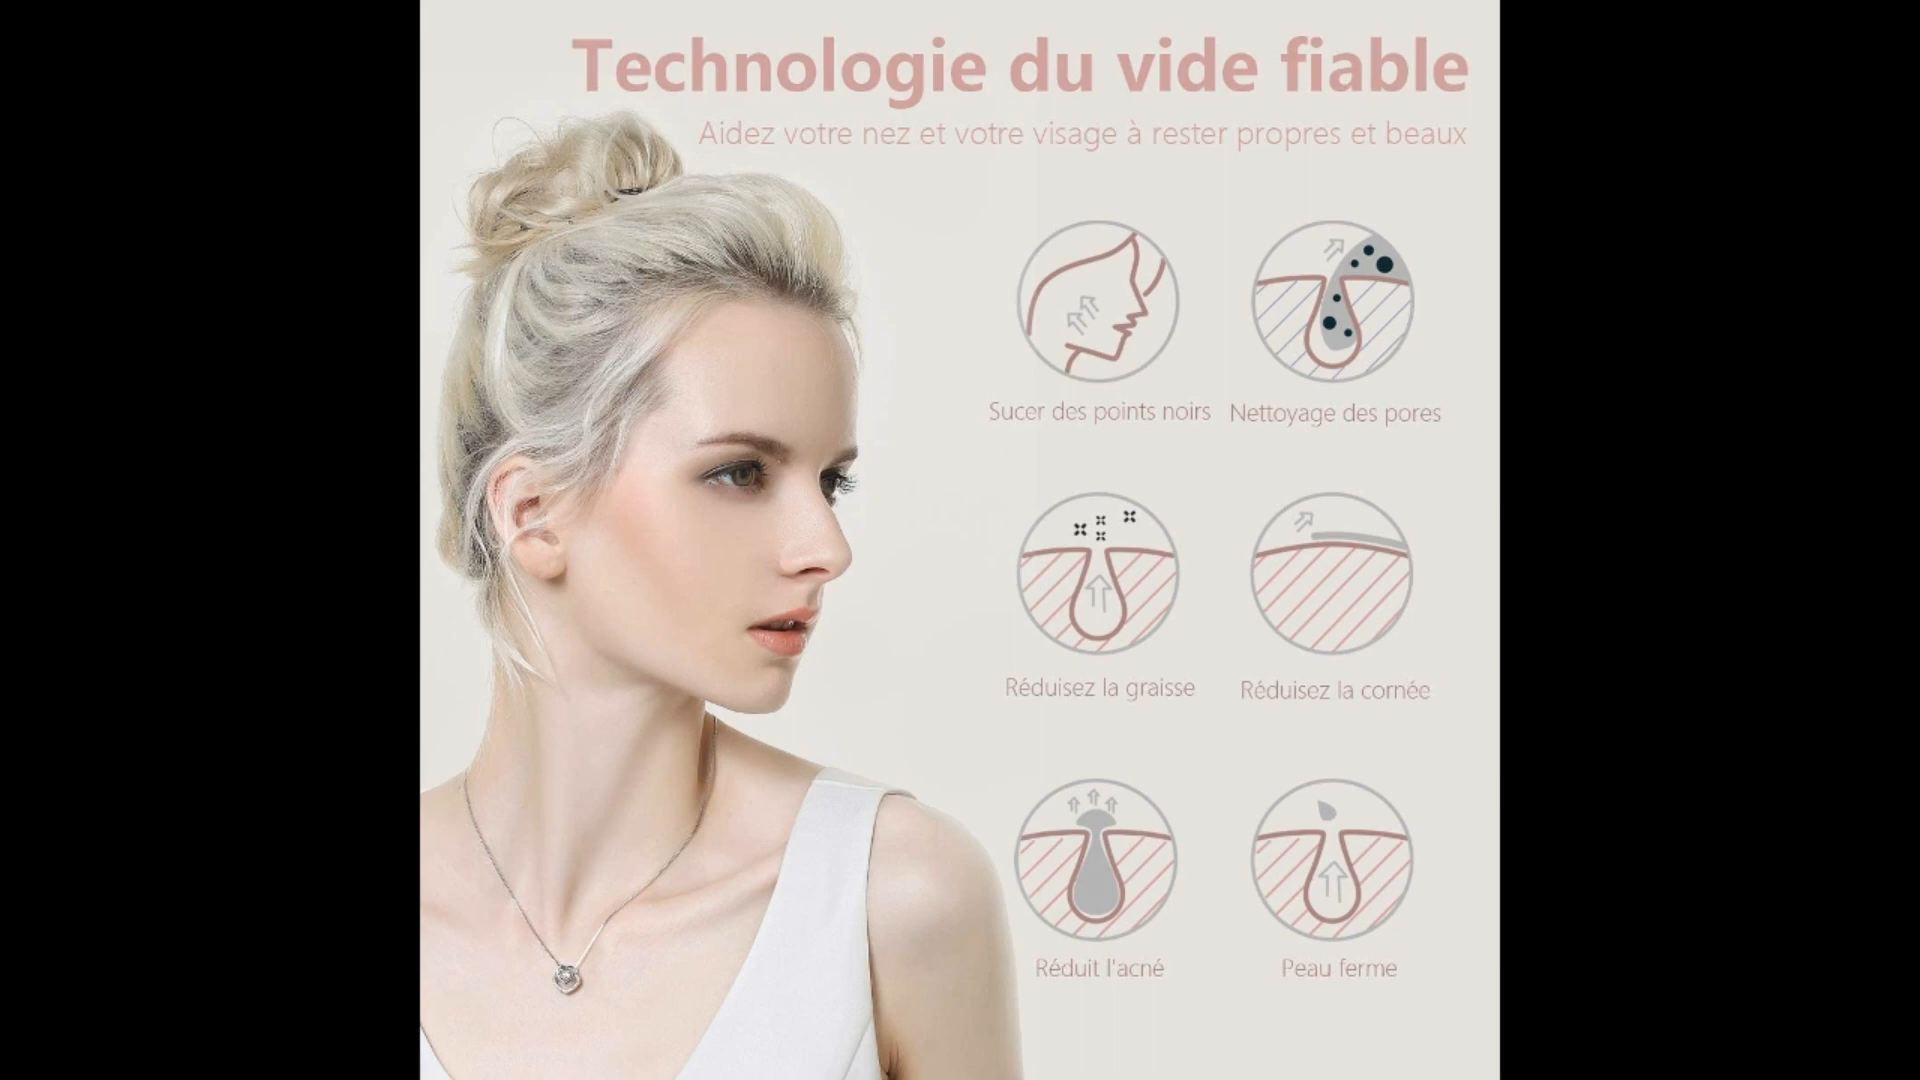 Technologie du vide fiable
Aidez votre nez et votre visage à rester propres et beaux
Sucer des points noirs
Nettoyage des pores
Réduisez la graisse
Réduisez la cornée
Réduit l'acné
Peau ferme